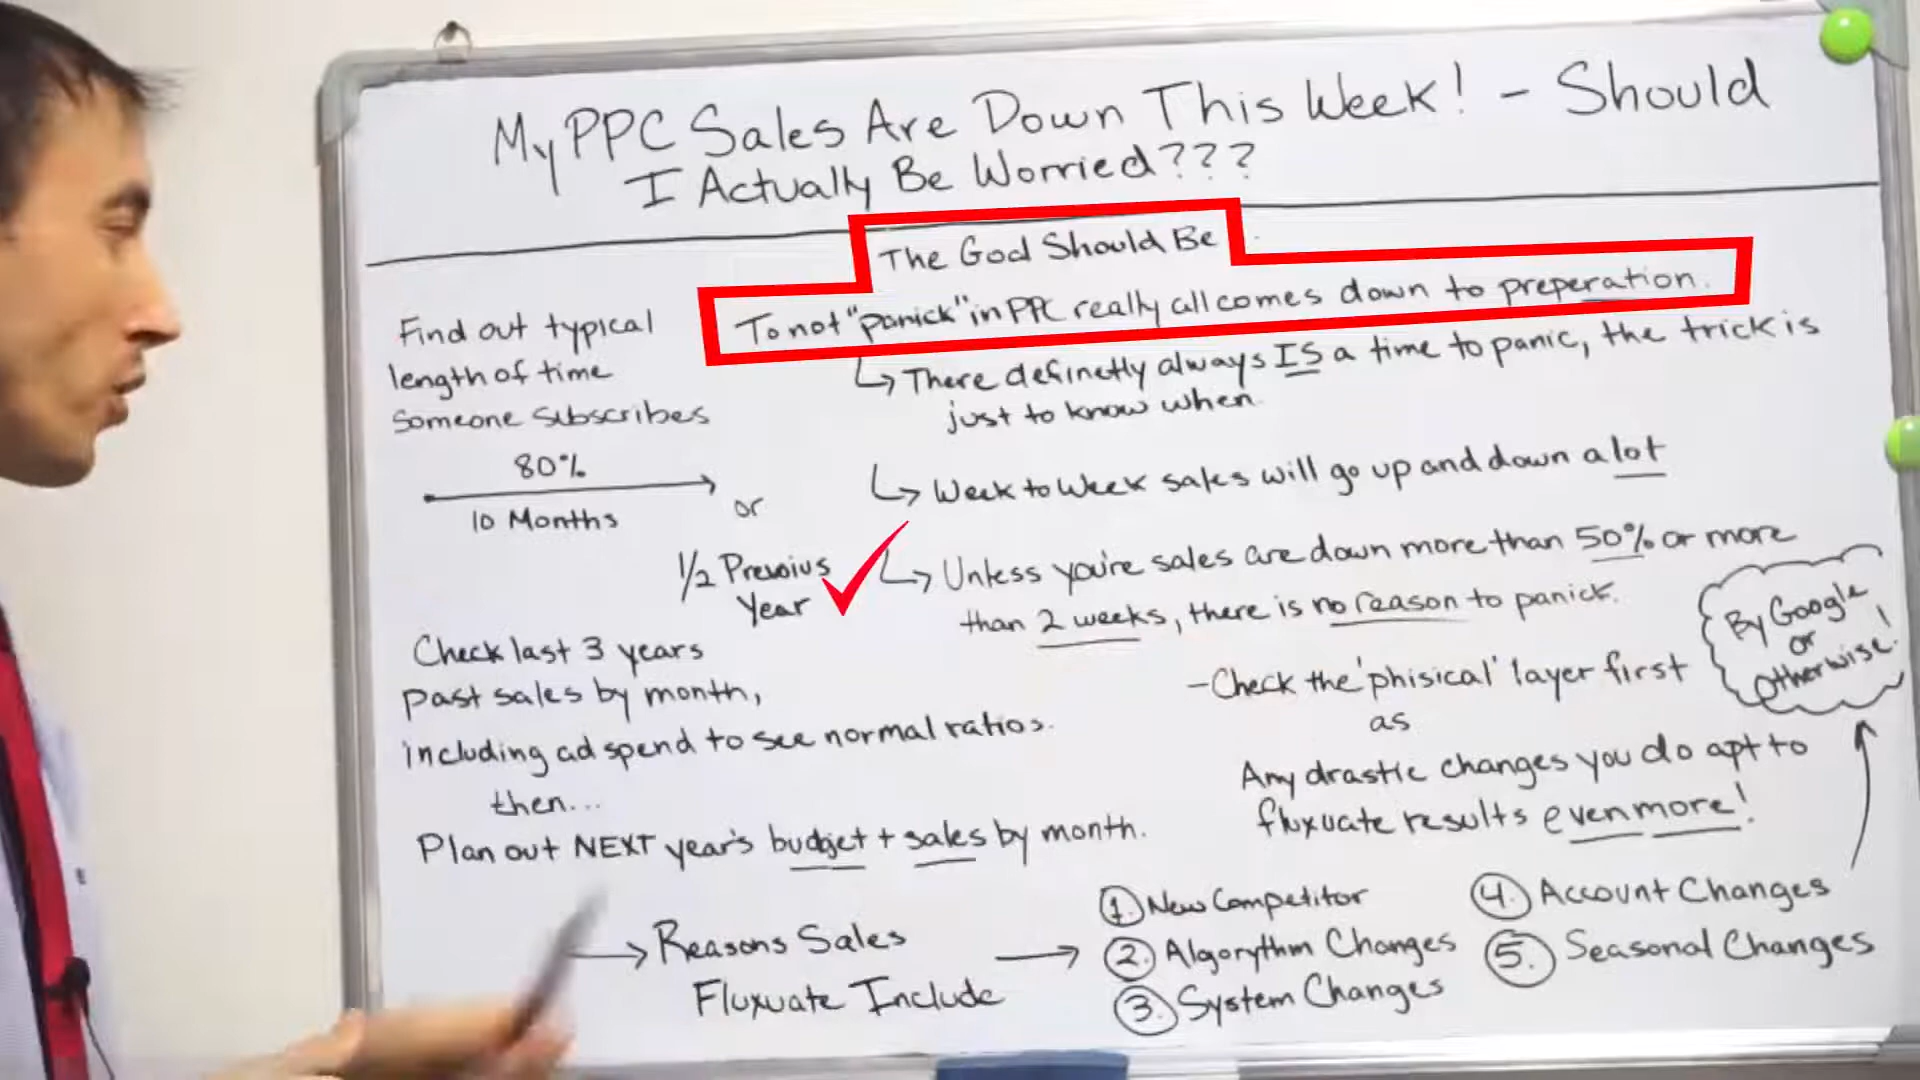 My PPC Sales Are Down This Week! - Should
I Actually Be Worried???
The Goal Should Be
To not "panick" in PPC really all comes down to preperation.
↳ There definetly always IS a time to panic, the trick is
just to know when.
↳ Week to Week sales will go up and down a lot
↳ Unless you're sales are down more than 50% or more
than 2 weeks, there is no reason to panick.
- Check the 'phisical' layer first
as
Any drastic changes you do apt to
fluxuate results even more!
Find out typical
length of time
Someone Subscribes
80%
10 Months
or
1/2 Previous
Year
Check last 3 years
past sales by month,
including ad spend to see normal ratios.
then...
Plan out NEXT year's budget + sales by month.
→ Reasons Sales
Fluxuate Include →
1. New Competitor
2. Algorythm Changes
3. System Changes
4. Account Changes
5. Seasonal Changes
By Google
or
Otherwise!